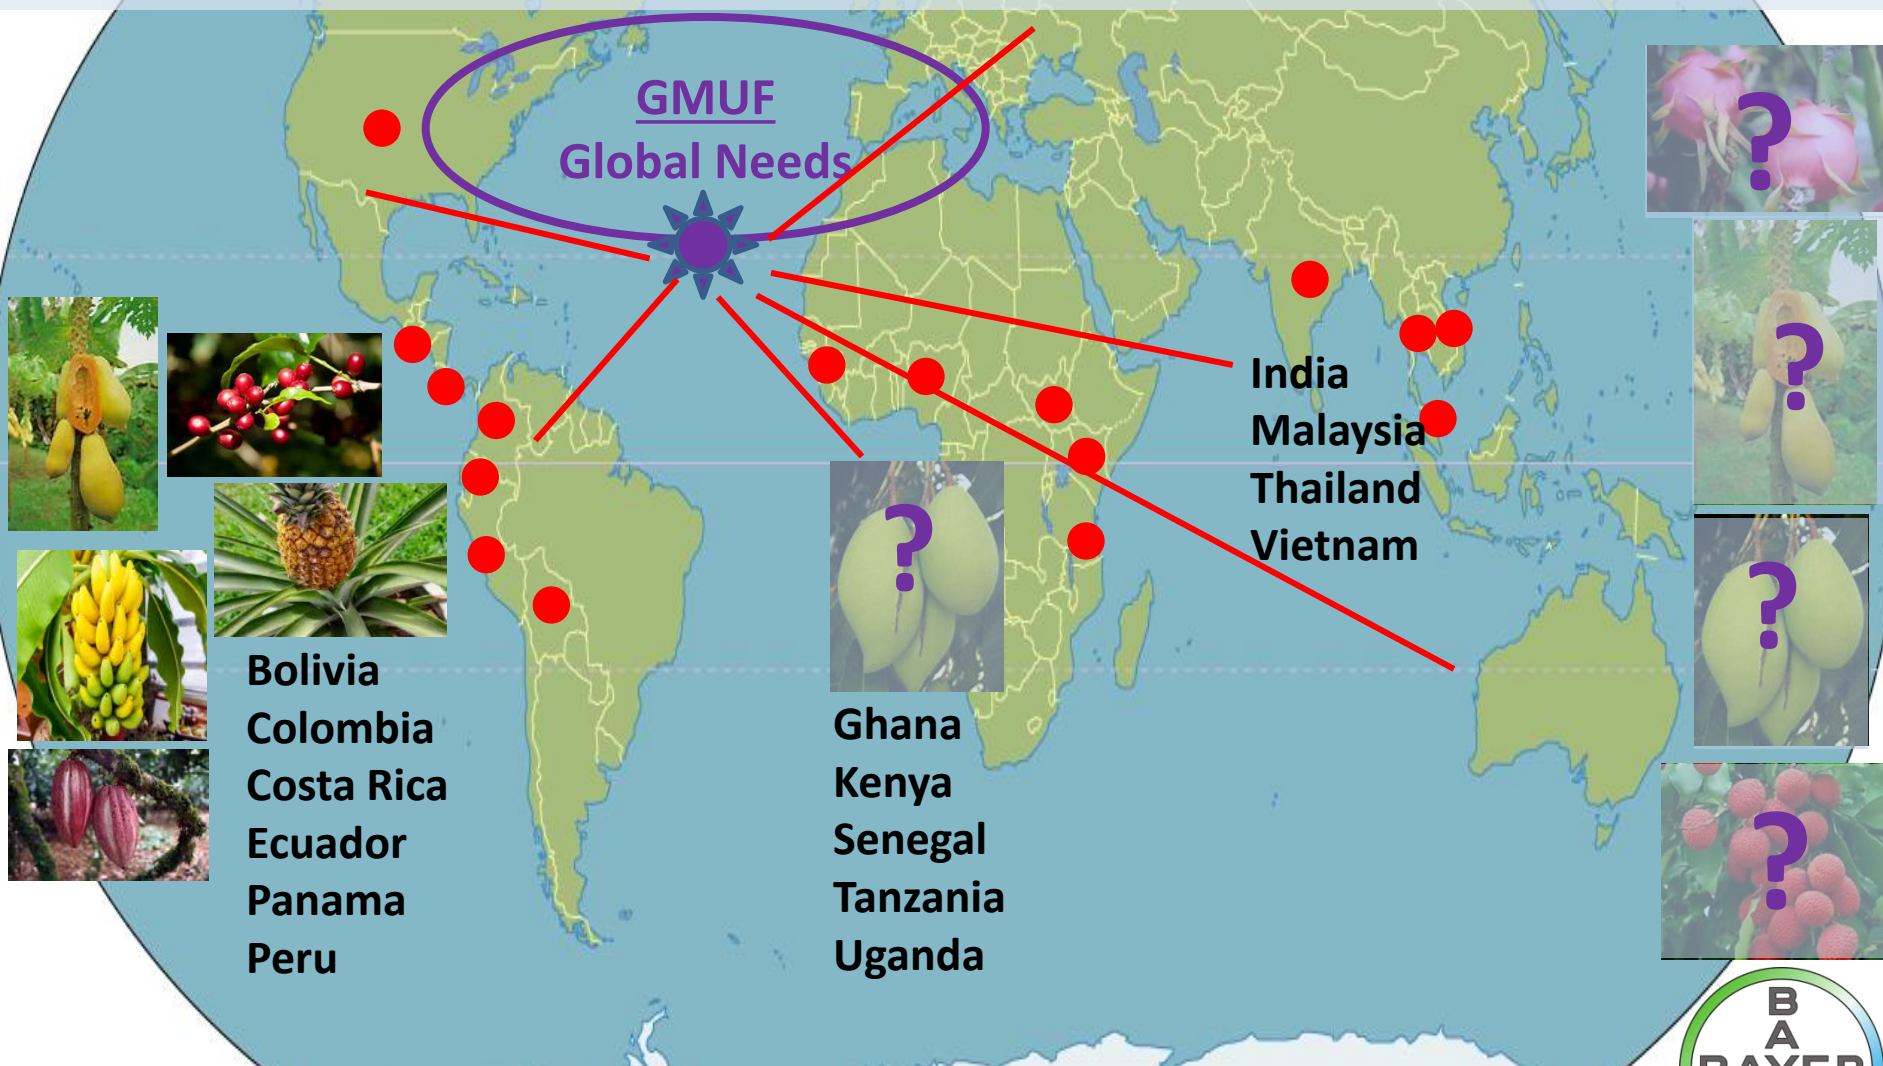 GMUF
Global Needs
?
?
?
?
?
India
Malaysia
Thailand
Vietnam
Bolivia
Colombia
Costa Rica
Ecuador
Panama
Peru
Ghana
Kenya
Senegal
Tanzania
Uganda
B
A
BAYER